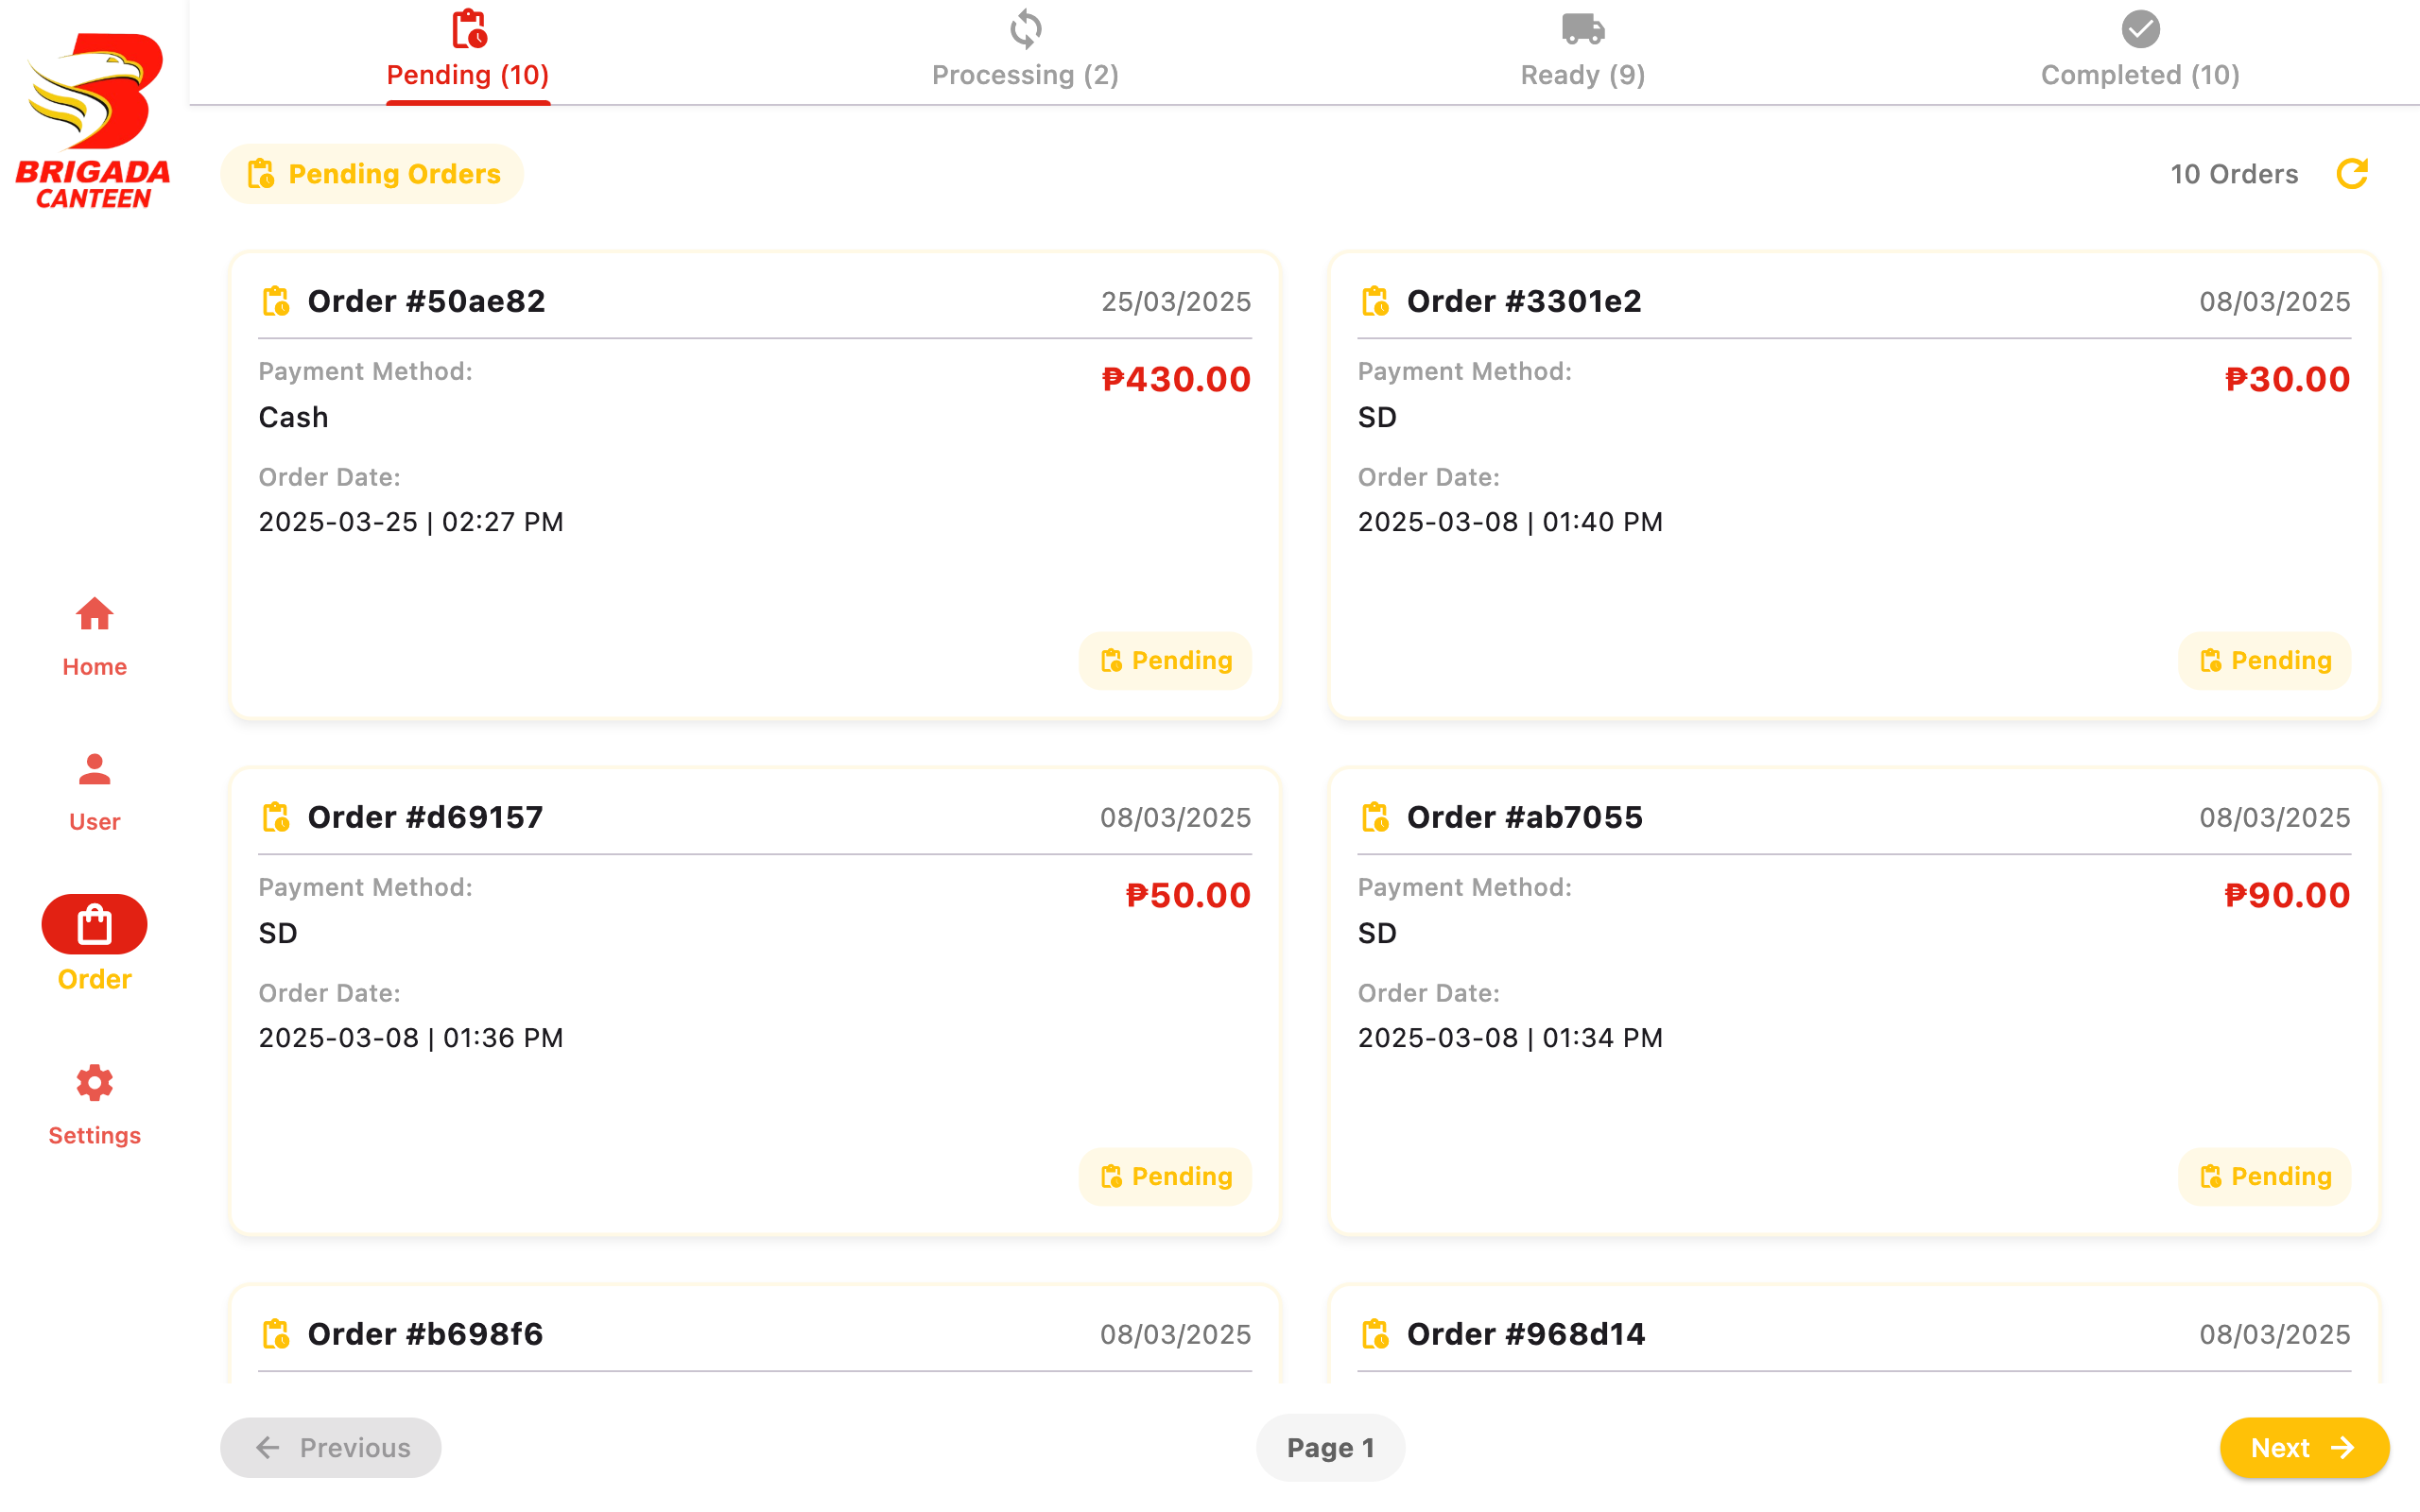 BRIGADA
CANTEEN
Pending (10)
Processing (2)
Ready (9)
Completed (10)
Pending Orders
10 Orders
Order #50ae82
25/03/2025
Payment Method:
₱430.00
Cash
Order Date:
2025-03-25 | 02:27 PM
Pending
Order #3301e2
08/03/2025
Payment Method:
₱30.00
SD
Order Date:
2025-03-08 | 01:40 PM
Pending
Home
User
Order
Settings
Order #d69157
08/03/2025
Payment Method:
₱50.00
SD
Order Date:
2025-03-08 | 01:36 PM
Pending
Order #ab7055
08/03/2025
Payment Method:
₱90.00
SD
Order Date:
2025-03-08 | 01:34 PM
Pending
Order #b698f6
08/03/2025
Order #968d14
08/03/2025
Previous
Page 1
Next